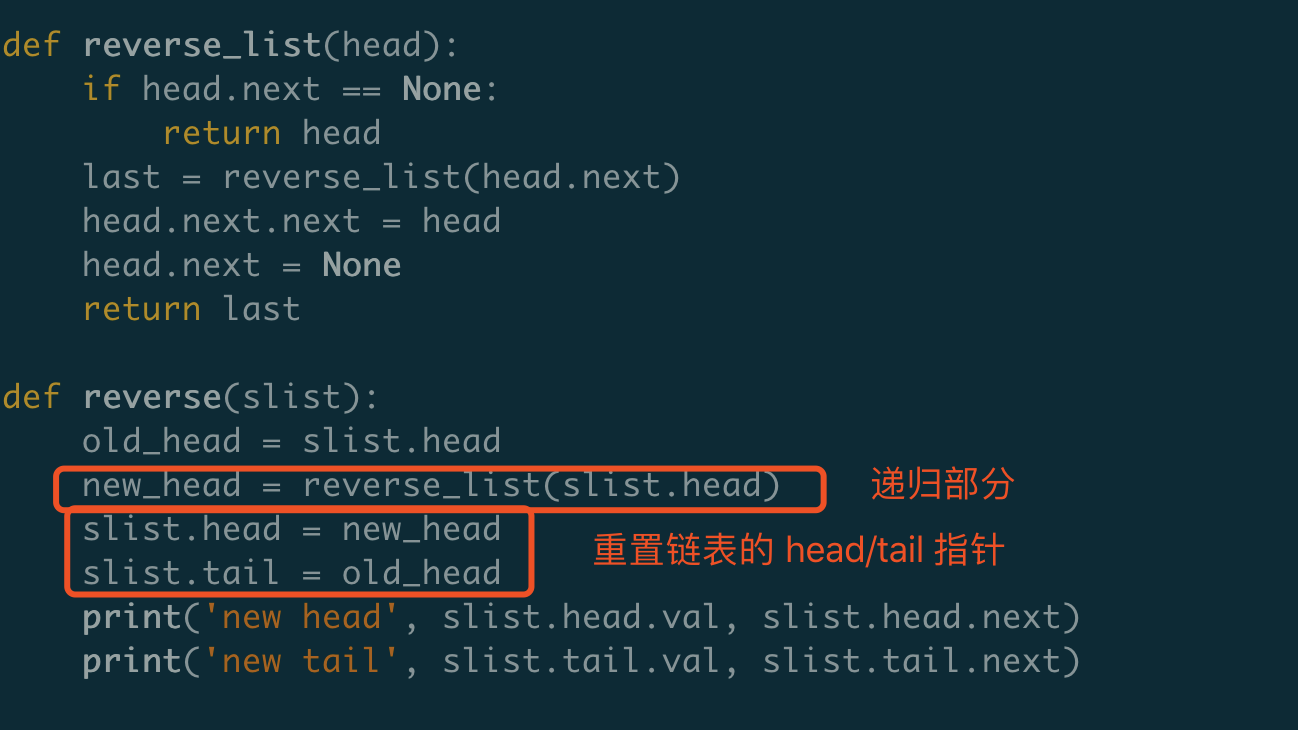 def reverse_list(head):
    if head.next == None:
        return head
    last = reverse_list(head.next)
    head.next.next = head
    head.next = None
    return last
def reverse(slist):
    old_head = slist.head
    new_head = reverse_list(slist.head) 递归部分
    slist.head = new_head
重置链表的 head/tail 指针
    slist.tail = old_head
    print('new head', slist.head.val, slist.head.next)
    print('new tail', slist.tail.val, slist.tail.next)